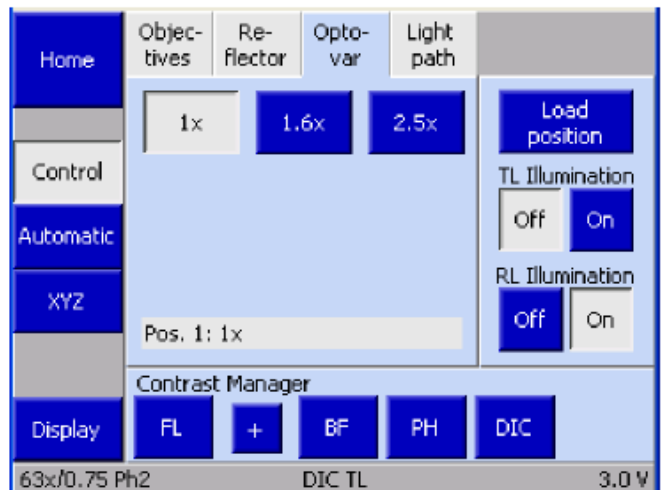 Home
Control
Automatic
XYZ
Display
Objec-
tives
Re-
flector
Opto-
var
Light
path
1x
1.6x
2.5x
Pos. 1: 1x
Load
position
TL Illumination
Off
On
RL Illumination
Off
On
Contrast Manager
FL
+
BF
PH
DIC
63x/0.75 Ph2
DIC TL
3.0 V